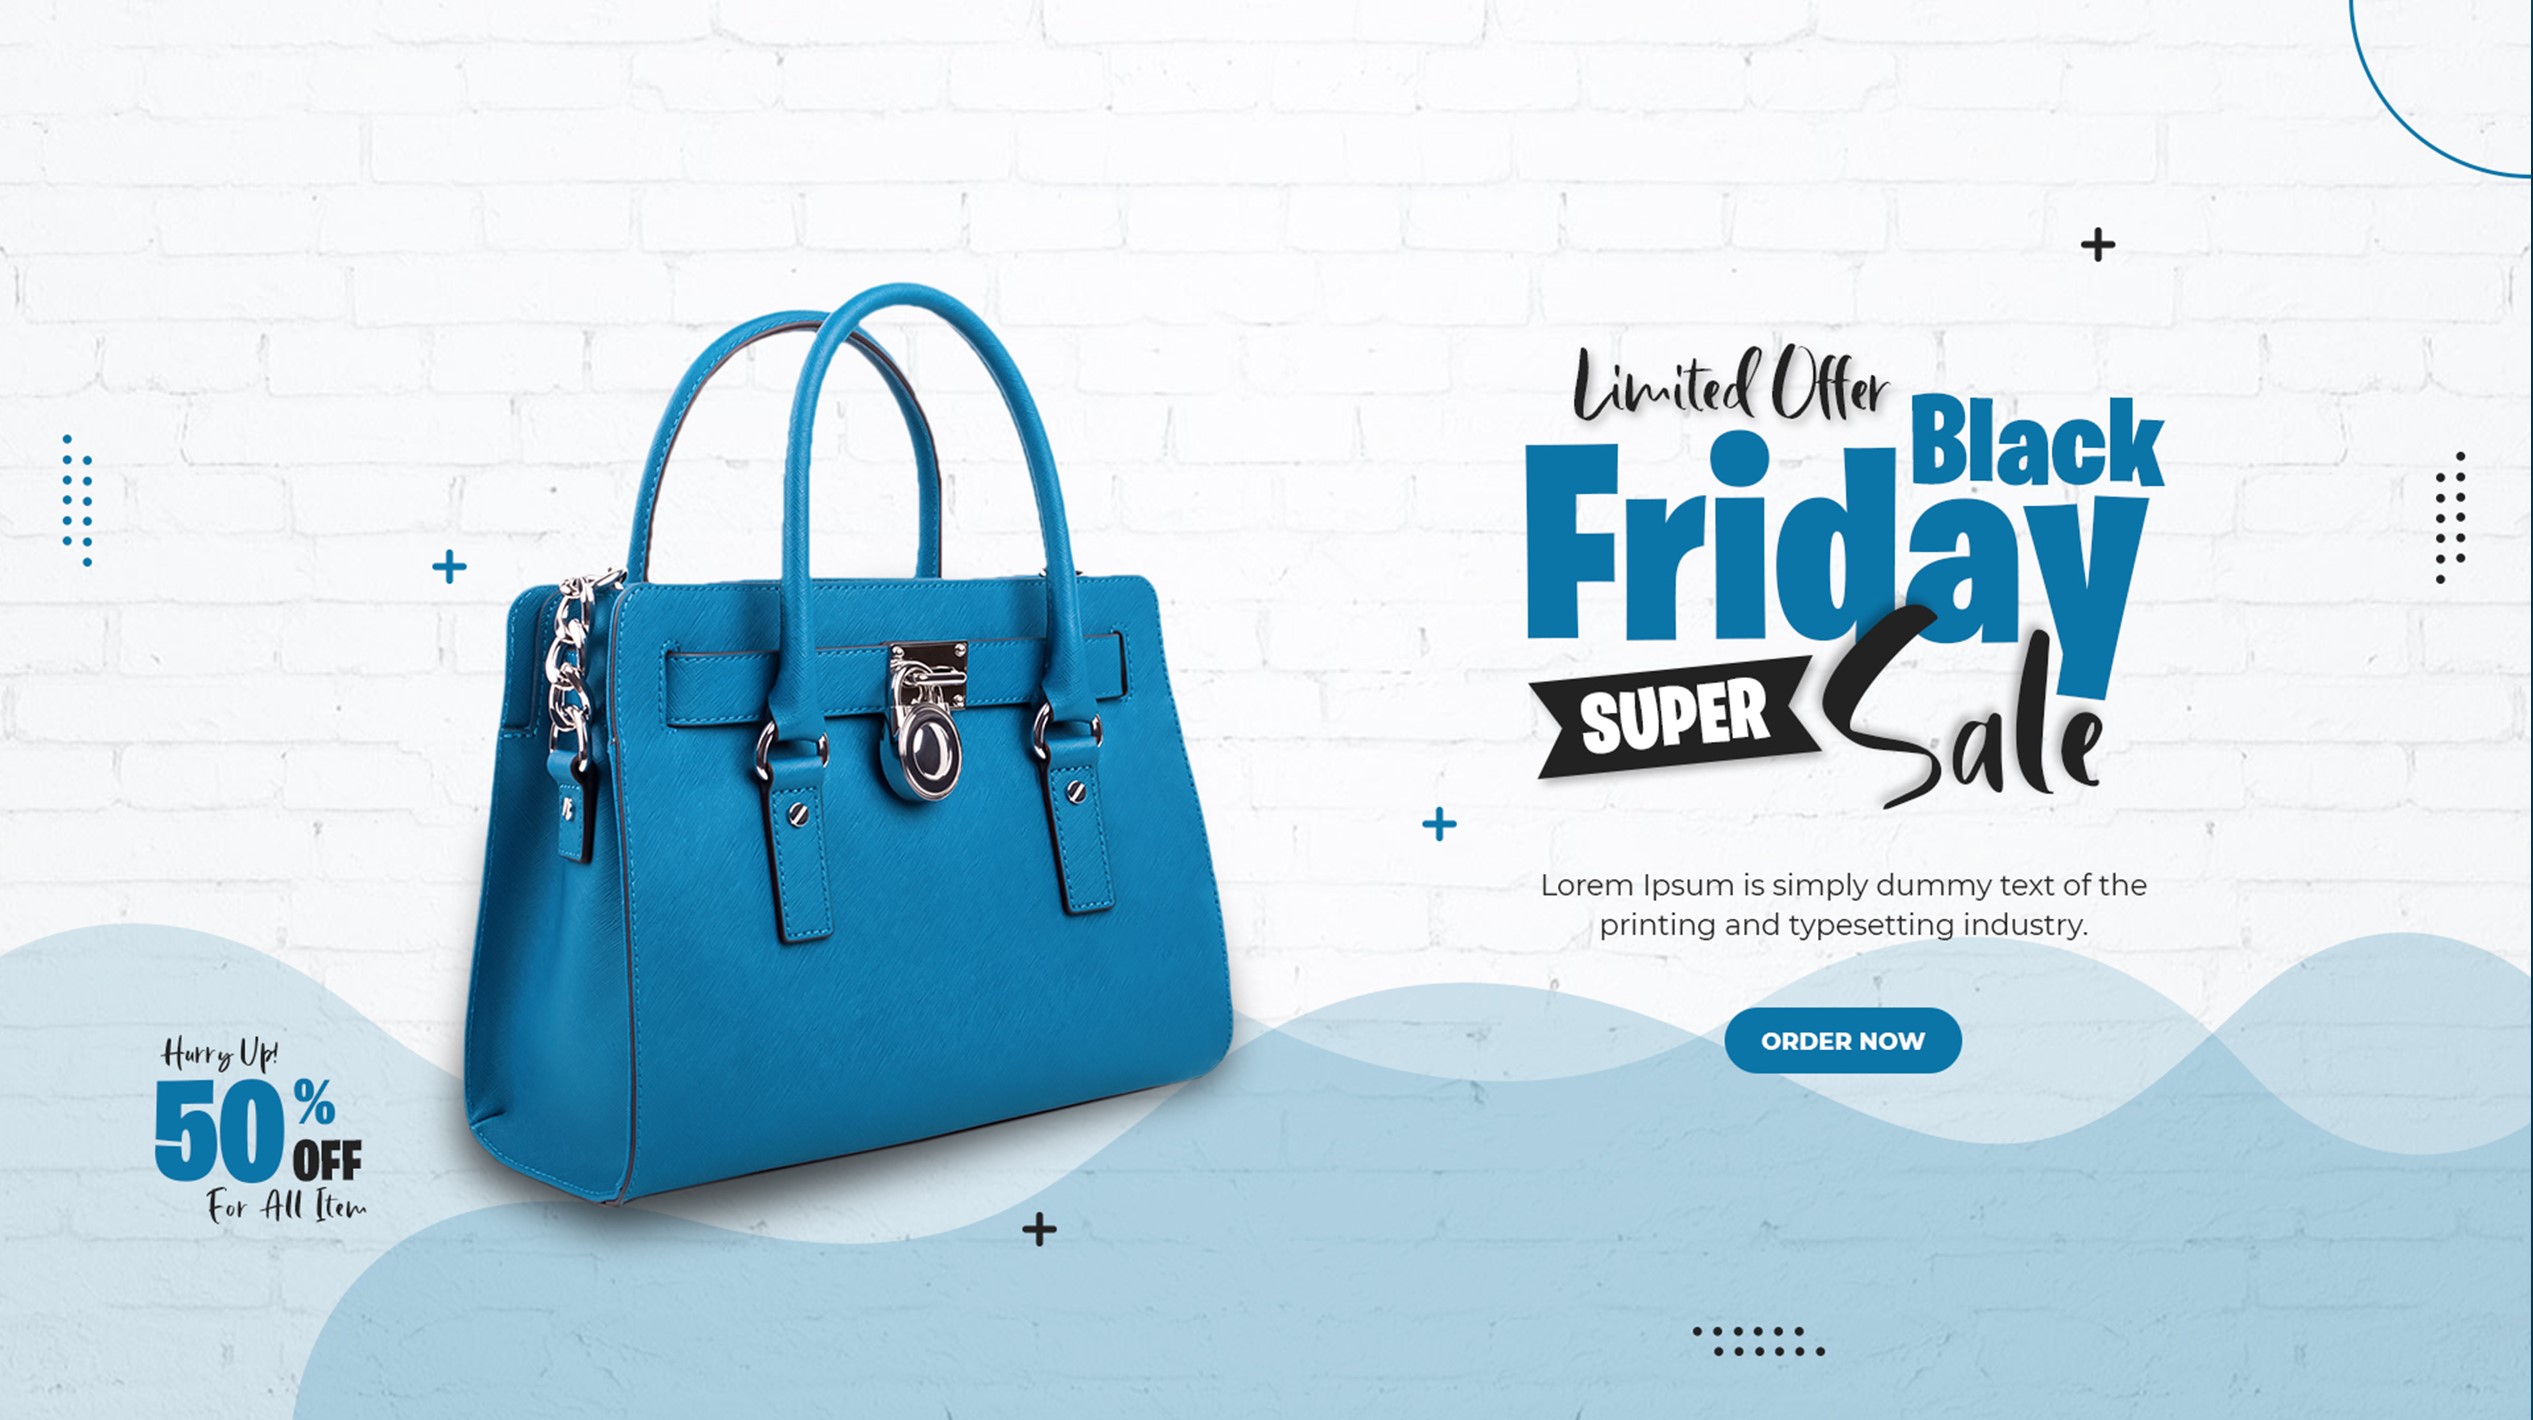 Limited Offer
Black
Friday
SUPER Sale
Lorem Ipsum is simply dummy text of the
printing and typesetting industry.
ORDER NOW
Hurry Up!
50%
OFF
For All Item